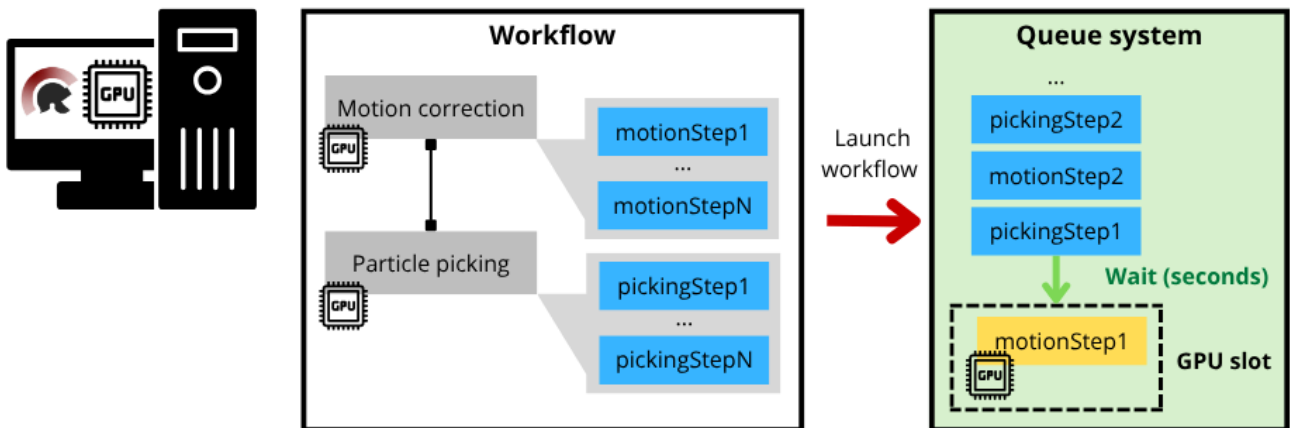 GPU
Workflow
Motion correction
GPU
motionStep1
...
motionStepN
Particle picking
GPU
pickingStep1
...
pickingStepN
Launch
workflow
Queue system
...
pickingStep2
motionStep2
pickingStep1
Wait (seconds)
motionStep1
GPU
GPU slot